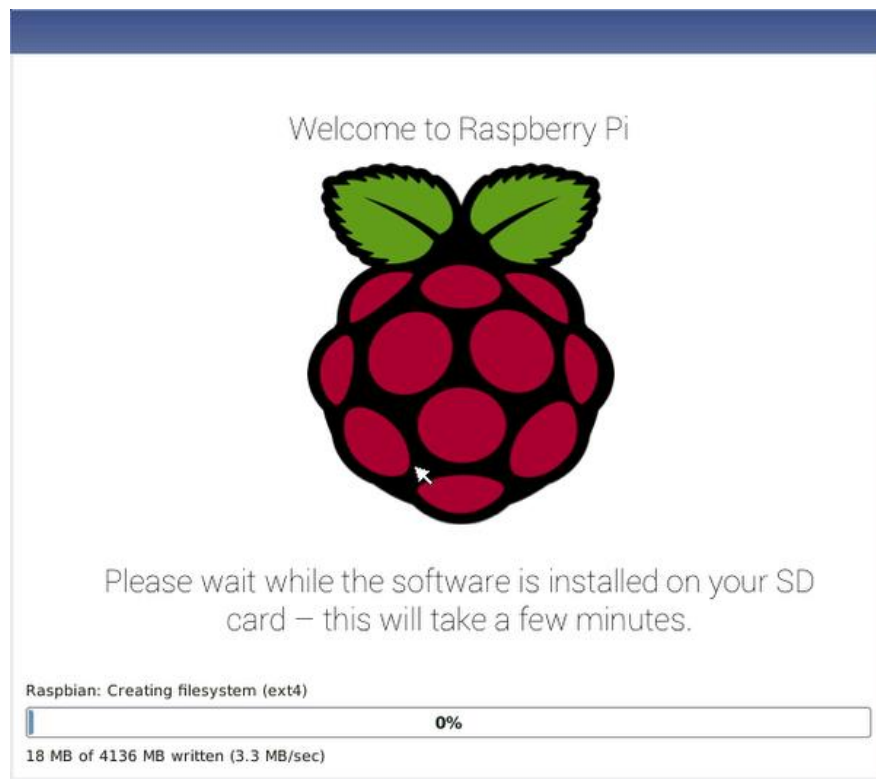 Welcome to Raspberry Pi
Please wait while the software is installed on your SD
card – this will take a few minutes.
Raspbian: Creating filesystem (ext4)
0%
18 MB of 4136 MB written (3.3 MB/sec)